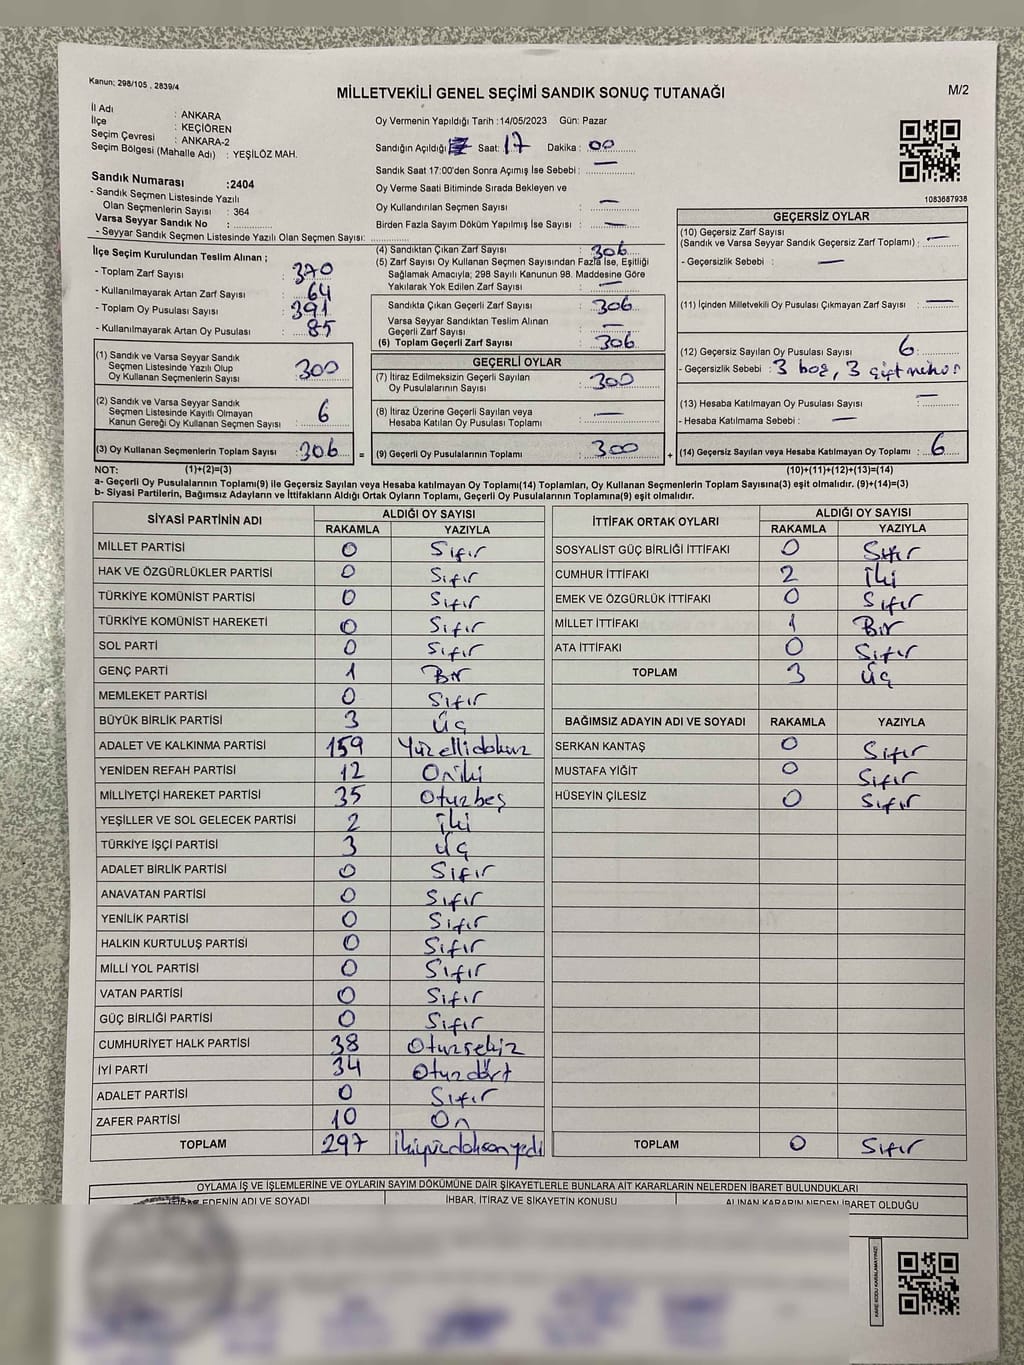 Kanun; 298/105 , 2839/4
MİLLETVEKİLİ GENEL SEÇİMİ SANDIK SONUÇ TUTANAĞI
M/2
İl Adı : ANKARA
İlçe : KEÇİÖREN
Seçim Çevresi : ANKARA-2
Seçim Bölgesi (Mahalle Adı) : YEŞİLÖZ MAH.
Sandık Numarası :2404
- Sandık Seçmen Listesinde Yazılı
Olan Seçmenlerin Sayısı : 364
Varsa Seyyar Sandık No :
- Seyyar Sandık Seçmen Listesinde Yazılı Olan Seçmen Sayısı:
Oy Vermenin Yapıldığı Tarih :14/05/2023 Gün: Pazar
Sandığın Açıldığı Saat: 17 Dakika : 00
Sandık Saat 17:00'den Sonra Açımış İse Sebebi : —
Oy Verme Saati Bitiminde Sırada Bekleyen ve
Oy Kullandırılan Seçmen Sayısı : —
Birden Fazla Sayım Döküm Yapılmış İse Sayısı : —
1083687938
İlçe Seçim Kurulundan Teslim Alınan ;
- Toplam Zarf Sayısı : 370
- Kullanılmayarak Artan Zarf Sayısı : 64
- Toplam Oy Pusulası Sayısı : 391
- Kullanılmayarak Artan Oy Pusulası : 85
(1) Sandık ve Varsa Seyyar Sandık
Seçmen Listesinde Yazılı Olup
Oy Kullanan Seçmenlerin Sayısı : 300
(2) Sandık ve Varsa Seyyar Sandık
Seçmen Listesinde Kayıtlı Olmayan
Kanun Gereği Oy Kullanan Seçmen Sayısı : 6
(3) Oy Kullanan Seçmenlerin Toplam Sayısı : 306 =
(4) Sandıktan Çıkan Zarf Sayısı : 306
(5) Zarf Sayısı Oy Kullanan Seçmen Sayısından Fazla İse, Eşitliği
Sağlamak Amacıyla; 298 Sayılı Kanunun 98. Maddesine Göre
Yakılarak Yok Edilen Zarf Sayısı : —
Sandıkta Çıkan Geçerli Zarf Sayısı : 306
Varsa Seyyar Sandıktan Teslim Alınan
Geçerli Zarf Sayısı : —
(6) Toplam Geçerli Zarf Sayısı : 306
GEÇERLİ OYLAR
(7) İtiraz Edilmeksizin Geçerli Sayılan
Oy Pusulalarının Sayısı : 300
(8) İtiraz Üzerine Geçerli Sayılan veya
Hesaba Katılan Oy Pusulası Toplamı : —
(9) Geçerli Oy Pusulalarının Toplamı : 300 +
GEÇERSİZ OYLAR
(10) Geçersiz Zarf Sayısı
(Sandık ve Varsa Seyyar Sandık Geçersiz Zarf Toplamı) : —
- Geçersizlik Sebebi : —
(11) İçinden Milletvekili Oy Pusulası Çıkmayan Zarf Sayısı : —
(12) Geçersiz Sayılan Oy Pusulası Sayısı : 6
- Geçersizlik Sebebi : 3 boş, 3 çift mühür
(13) Hesaba Katılmayan Oy Pusulası Sayısı : —
- Hesaba Katılmama Sebebi : —
(14) Geçersiz Sayılan veya Hesaba Katılmayan Oy Toplamı : 6
NOT: (1)+(2)=(3) (10)+(11)+(12)+(13)=(14)
a- Geçerli Oy Pusulalarının Toplamı(9) ile Geçersiz Sayılan veya Hesaba katılmayan Oy Toplamı(14) Toplamları, Oy Kullanan Seçmenlerin Toplam Sayısına(3) eşit olmalıdır. (9)+(14)=(3)
b- Siyasi Partilerin, Bağımsız Adayların ve İttifakların Aldığı Ortak Oyların Toplamı, Geçerli Oy Pusulalarının Toplamına(9) eşit olmalıdır.
SİYASİ PARTİNİN ADI ALDIĞI OY SAYISI
RAKAMLA YAZIYLA
MİLLET PARTİSİ 0 Sıfır
HAK VE ÖZGÜRLÜKLER PARTİSİ 0 Sıfır
TÜRKİYE KOMÜNİST PARTİSİ 0 Sıfır
TÜRKİYE KOMÜNİST HAREKETİ 0 Sıfır
SOL PARTİ 0 Sıfır
GENÇ PARTİ 1 Bir
MEMLEKET PARTİSİ 0 Sıfır
BÜYÜK BİRLİK PARTİSİ 3 Üç
ADALET VE KALKINMA PARTİSİ 159 Yüzellidokuz
YENİDEN REFAH PARTİSİ 12 Oniki
MİLLİYETÇİ HAREKET PARTİSİ 35 Otuzbeş
YEŞİLLER VE SOL GELECEK PARTİSİ 2 İki
TÜRKİYE İŞÇİ PARTİSİ 3 Üç
ADALET BİRLİK PARTİSİ 0 Sıfır
ANAVATAN PARTİSİ 0 Sıfır
YENİLİK PARTİSİ 0 Sıfır
HALKIN KURTULUŞ PARTİSİ 0 Sıfır
MİLLİ YOL PARTİSİ 0 Sıfır
VATAN PARTİSİ 0 Sıfır
GÜÇ BİRLİĞİ PARTİSİ 0 Sıfır
CUMHURİYET HALK PARTİSİ 38 Otuzsekiz
İYİ PARTİ 34 Otuzdört
ADALET PARTİSİ 0 Sıfır
ZAFER PARTİSİ 10 On
TOPLAM 297 İkiyüzdoksanyedi
İTTİFAK ORTAK OYLARI ALDIĞI OY SAYISI
RAKAMLA YAZIYLA
SOSYALİST GÜÇ BİRLİĞİ İTTİFAKI 0 Sıfır
CUMHUR İTTİFAKI 2 İki
EMEK VE ÖZGÜRLÜK İTTİFAKI 0 Sıfır
MİLLET İTTİFAKI 1 Bir
ATA İTTİFAKI 0 Sıfır
TOPLAM 3 Üç
BAĞIMSIZ ADAYIN ADI VE SOYADI RAKAMLA YAZIYLA
SERKAN KANTAŞ 0 Sıfır
MUSTAFA YİĞİT 0 Sıfır
HÜSEYİN ÇİLESİZ 0 Sıfır
TOPLAM 0 Sıfır
OYLAMA İŞ VE İŞLEMLERİNE VE OYLARIN SAYIM DÖKÜMÜNE DAİR ŞİKAYETLERLE BUNLARA AİT KARARLARIN NELERDEN İBARET BULUNDUKLARI
EDENİN ADI VE SOYADI İHBAR, İTİRAZ VE ŞİKAYETİN KONUSU ALINAN KARARIN NEDEN İBARET OLDUĞU
KARE KODU KARALAMAYINIZ!